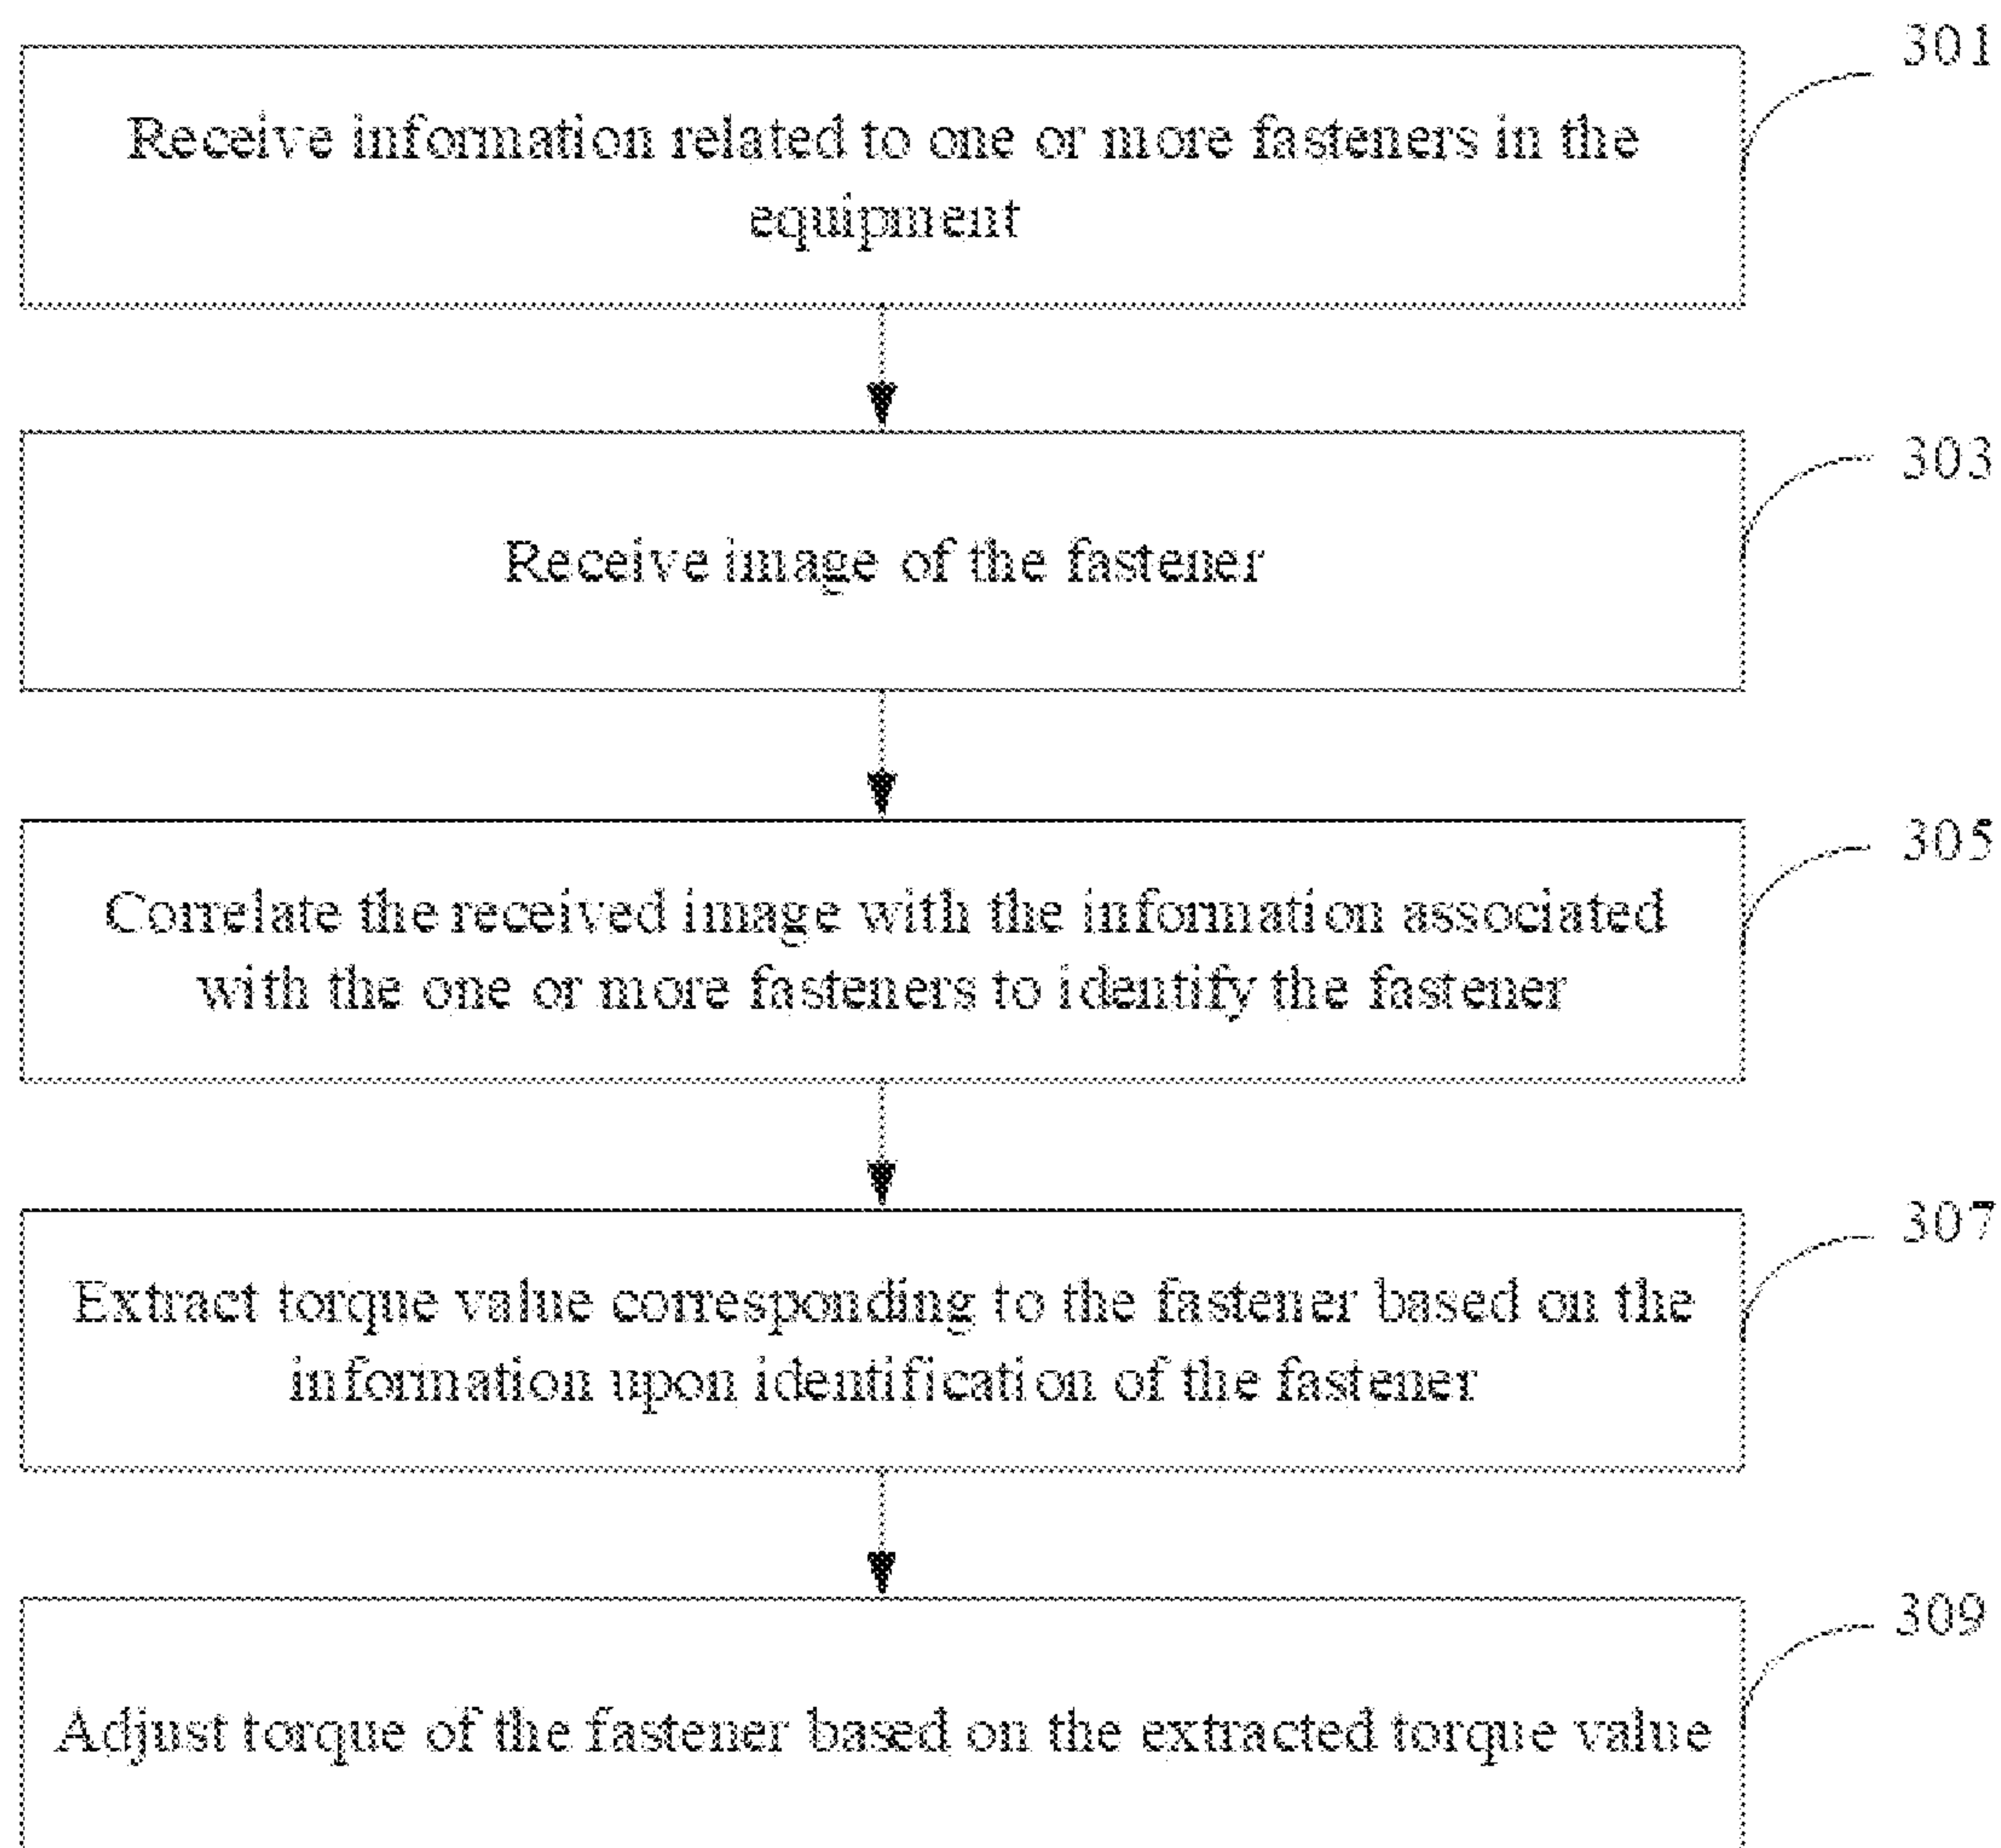 301
Receive information related to one or more fasteners in the
equipment
303
Receive image of the fastener
305
Correlate the received image with the information associated
with the one or more fasteners to identify the fastener
307
Extract torque value corresponding to the fastener based on the
information upon identification of the fastener
309
Adjust torque of the fastener based on the extracted torque value